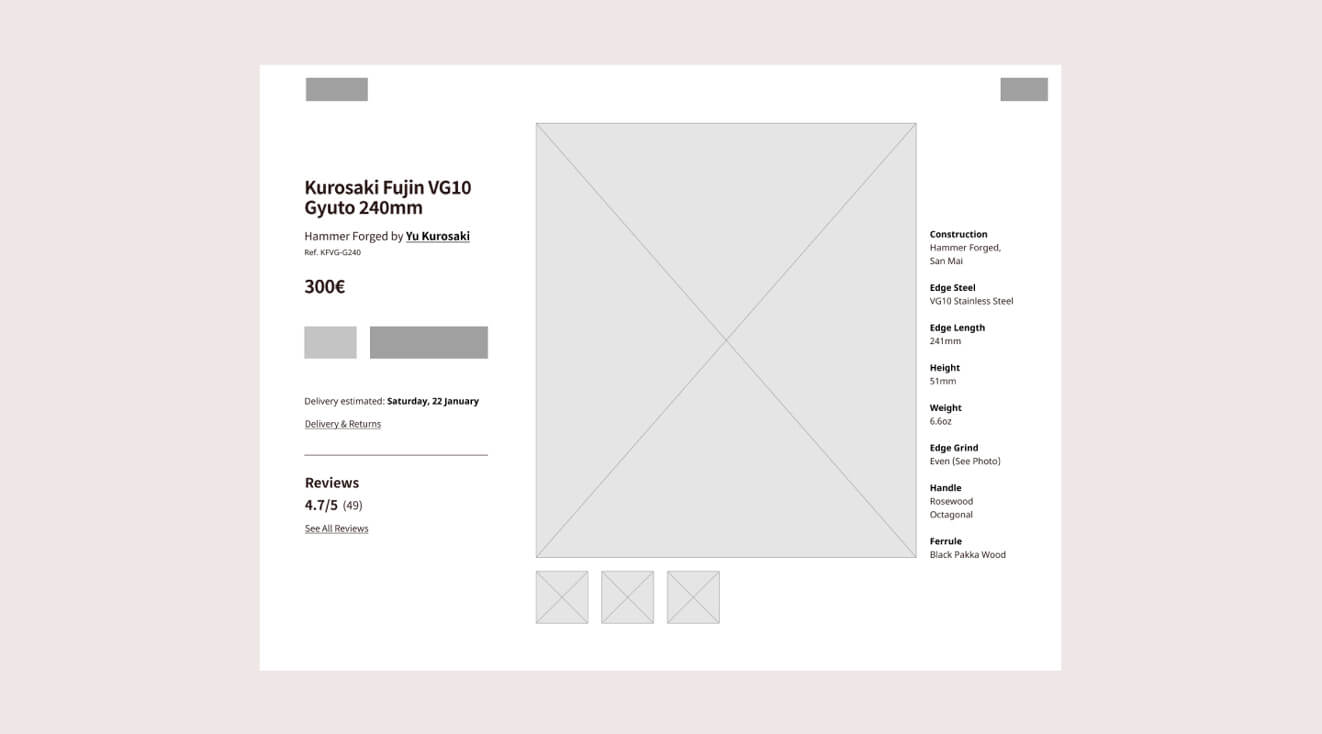 Kurosaki Fujin VG10
Gyuto 240mm
Hammer Forged by Yu Kurosaki
Ref. KFVG-G240
300€
Delivery estimated: Saturday, 22 January
Delivery & Returns
Reviews
4.7/5 (49)
See All Reviews
Construction
Hammer Forged,
San Mai
Edge Steel
VG10 Stainless Steel
Edge Length
241mm
Height
51mm
Weight
6.6oz
Edge Grind
Even (See Photo)
Handle
Rosewood
Octagonal
Ferrule
Black Pakka Wood